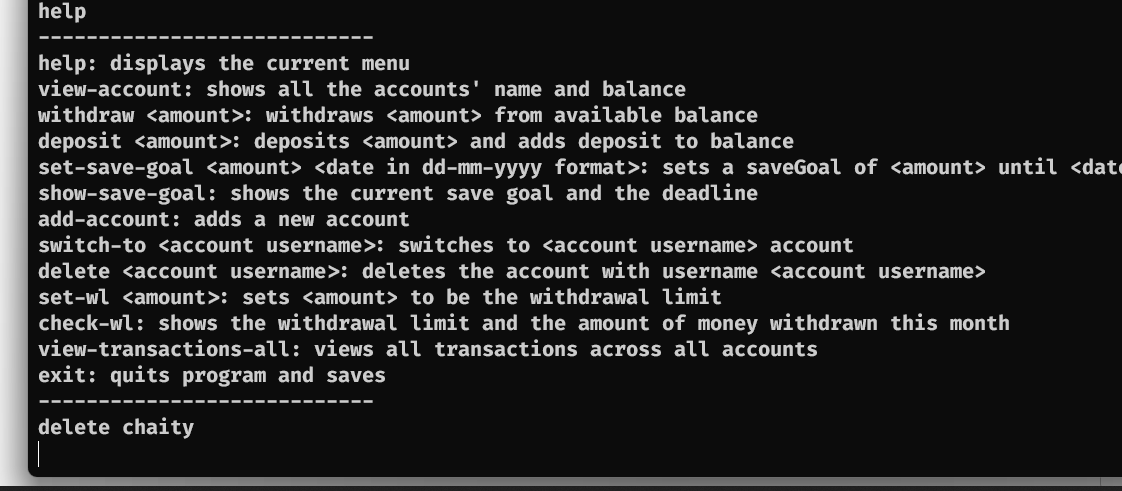 help
----------------------------
help: displays the current menu
view-account: shows all the accounts' name and balance
withdraw <amount>: withdraws <amount> from available balance
deposit <amount>: deposits <amount> and adds deposit to balance
set-save-goal <amount> <date in dd-mm-yyyy format>: sets a saveGoal of <amount> until <date
show-save-goal: shows the current save goal and the deadline
add-account: adds a new account
switch-to <account username>: switches to <account username> account
delete <account username>: deletes the account with username <account username>
set-wl <amount>: sets <amount> to be the withdrawal limit
check-wl: shows the withdrawal limit and the amount of money withdrawn this month
view-transactions-all: views all transactions across all accounts
exit: quits program and saves
----------------------------
delete chaity